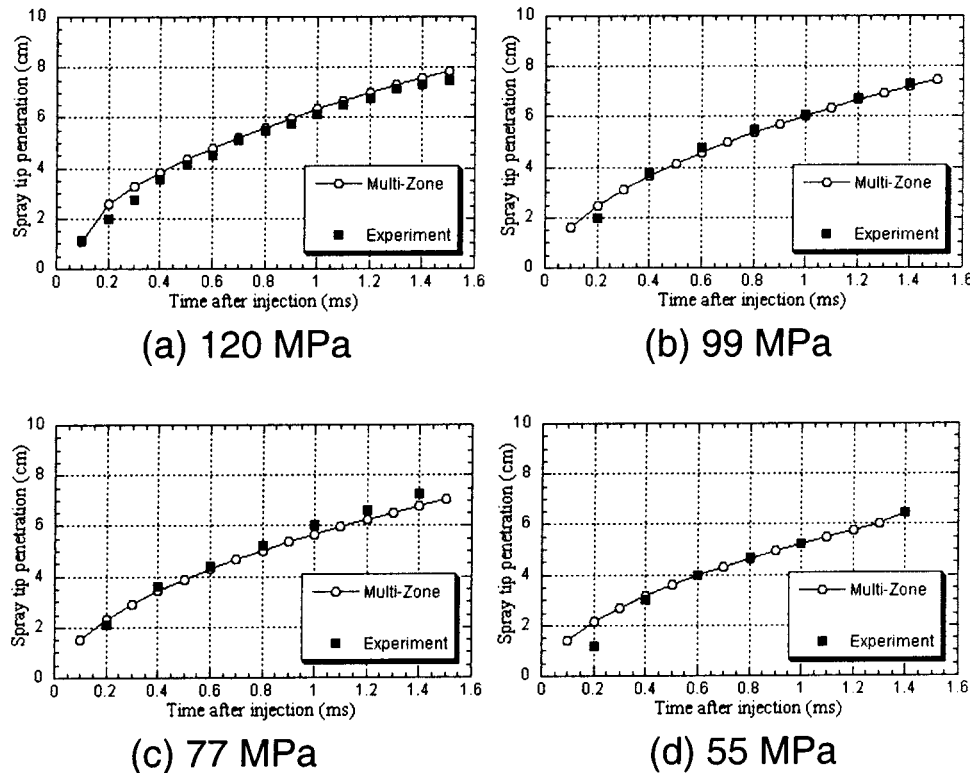 10
8
6
4
2
0
Spray tip penetration (cm)
Multi-Zone
Experiment
0 0.2 0.4 0.6 0.8 1 1.2 1.4 1.6
Time after injection (ms)
(a) 120 MPa
10
8
6
4
2
0
Spray tip penetration (cm)
Multi-Zone
Experiment
0 0.2 0.4 0.6 0.8 1 1.2 1.4 1.6
Time after injection (ms)
(b) 99 MPa
10
8
6
4
2
0
Spray tip penetration (cm)
Multi-Zone
Experiment
0 0.2 0.4 0.6 0.8 1 1.2 1.4 1.6
Time after injection (ms)
(c) 77 MPa
10
8
6
4
2
0
Spray tip penetration (cm)
Multi-Zone
Experiment
0 0.2 0.4 0.6 0.8 1 1.2 1.4 1.6
Time after injection (ms)
(d) 55 MPa